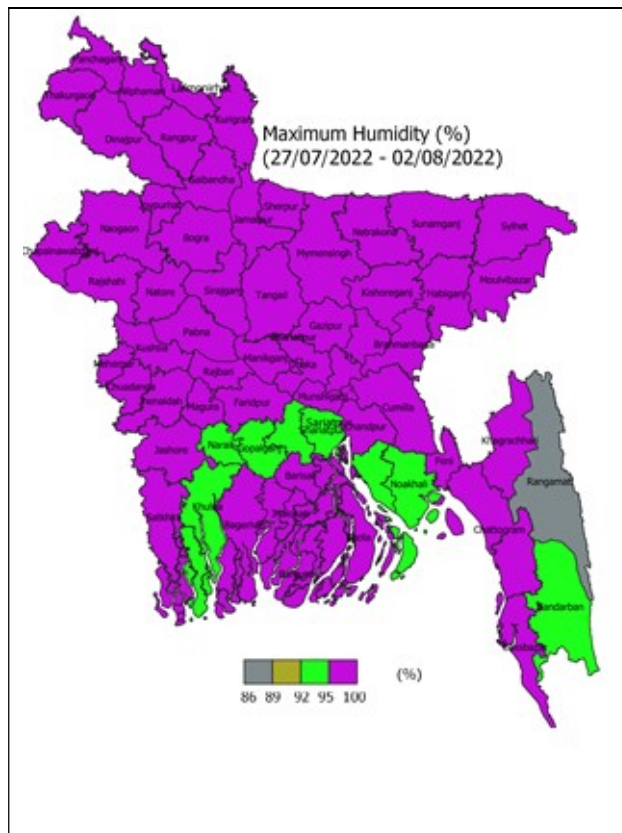 Panchagarh
Lalmonirhat
Nilphamari
Thakurgaon
Kurigram
Maximum Humidity (%)
Dinajpur
Rangpur
(27/07/2022 - 02/08/2022)
Gaibandha
Joypurhat
Sherpur
Jamalpur
Naogaon
Netrakona
Sunamganj
Sylhet
Bogra
Chapainawabganj
Mymensingh
Rajshahi
Natore
Sirajganj
Tangail
Kishoreganj
Habiganj
Moulvibazar
Gazipur
Pabna
Kushtia
Manikganj
Dhaka
Brahmanbaria
Meherpur
Rajbari
Chuadanga
Jhenaidah
Magura
Faridpur
Munshiganj
Cumilla
Chandpur
Khagrachhari
Jashore
Narail
Gopalganj
Shariatpur
Barisal
Noakhali
Feni
Rangamati
Satkhira
Khulna
Bagerhat
Bhola
Chattogram
Bandarban
(%)
86 89 92 95 100